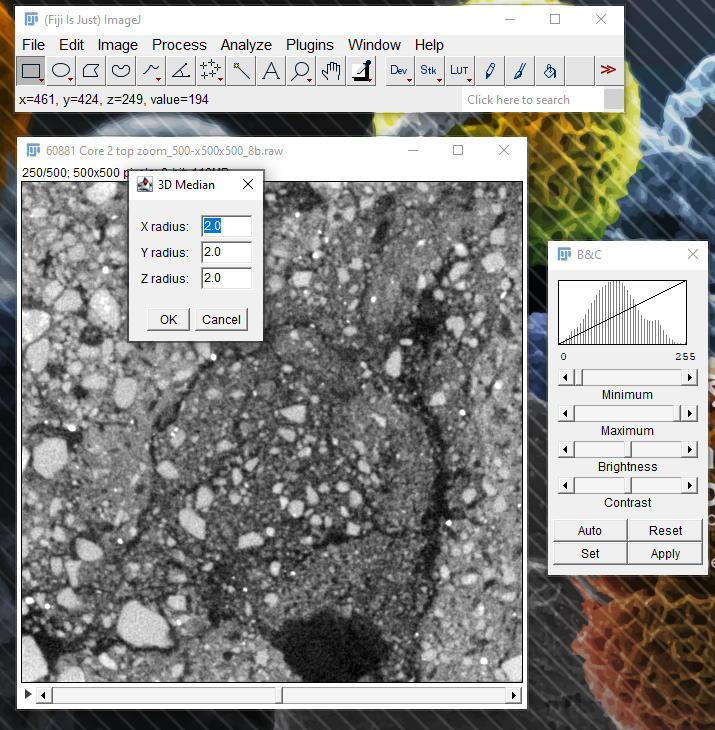 (Fiji Is Just) ImageJ
File Edit Image Process Analyze Plugins Window Help
Dev Stk LUT >>
x=461, y=424, z=249, value=194
Click here to search
60881 Core 2 top zoom_500-x500x500_8b.raw
250/500; 500x500
3D Median
X radius: 2.0
Y radius: 2.0
Z radius: 2.0
OK Cancel
B&C
0 255
Minimum
Maximum
Brightness
Contrast
Auto Reset
Set Apply